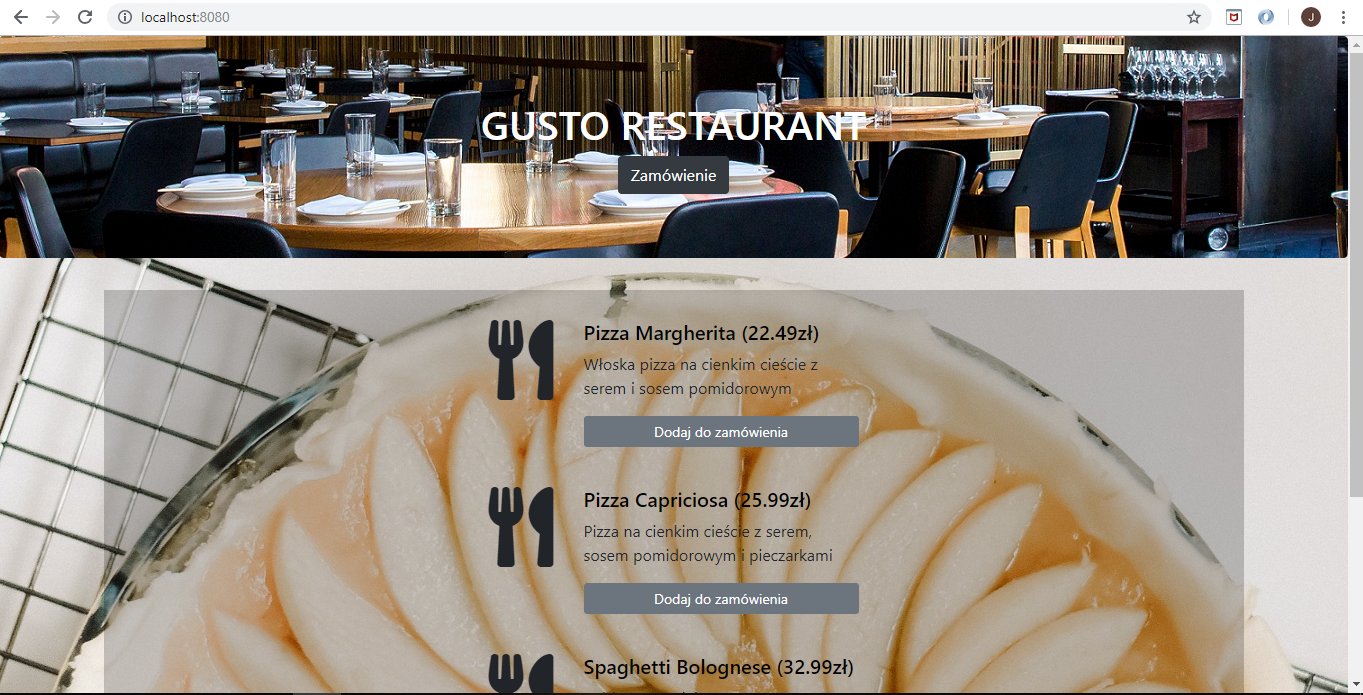 localhost:8080
J
GUSTO RESTAURANT
Zamówienie
Pizza Margherita (22.49zł)
Włoska pizza na cienkim cieście z
serem i sosem pomidorowym
Dodaj do zamówienia
Pizza Capriciosa (25.99zł)
Pizza na cienkim cieście z serem,
sosem pomidorowym i pieczarkami
Dodaj do zamówienia
Spaghetti Bolognese (32.99zł)